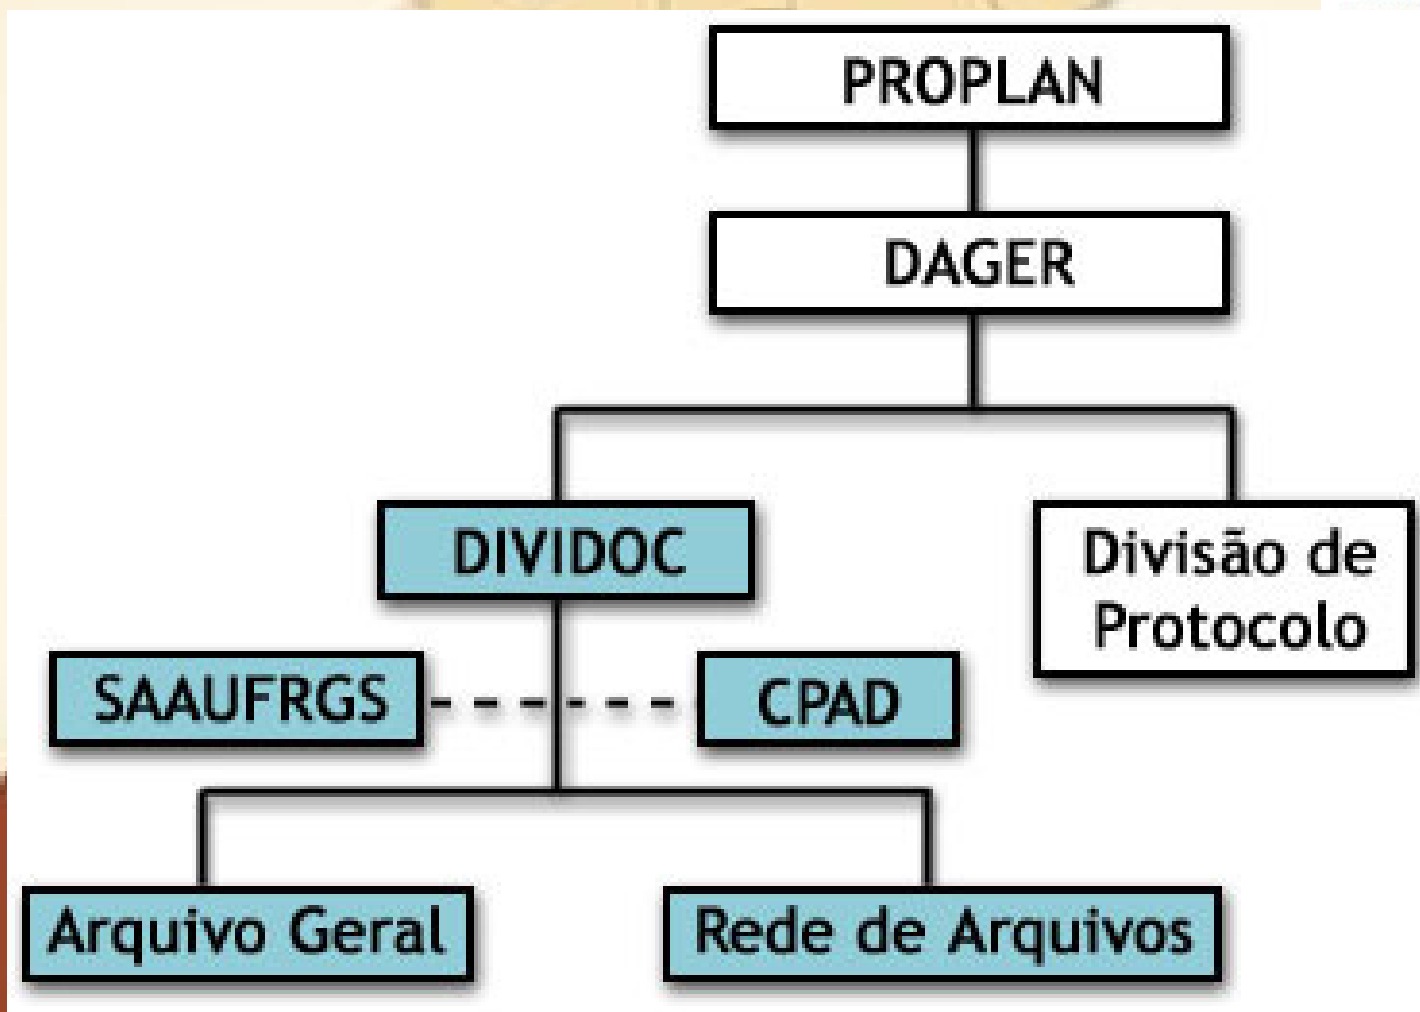 PROPLAN
DAGER
DIVIDOC
Divisão de
Protocolo
SAAUFRGS
CPAD
Arquivo Geral
Rede de Arquivos